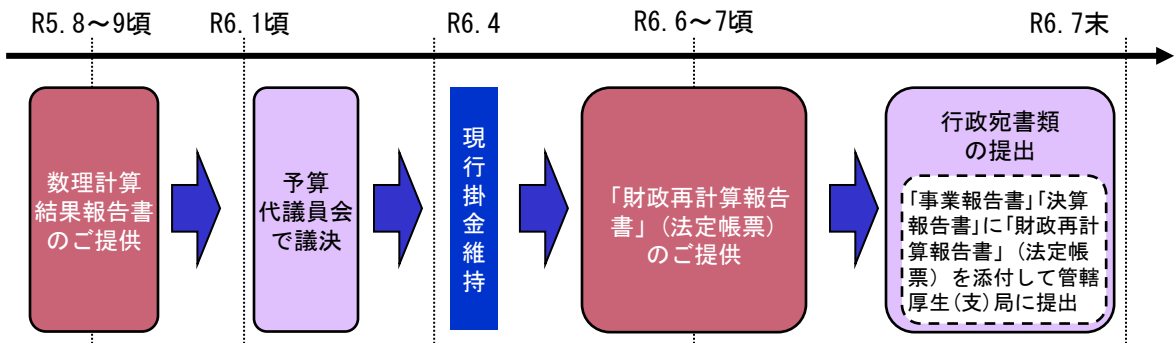 R5.8～9頃
R6.1頃
R6.4
R6.6～7頃
R6.7末
数理計算
結果報告書
のご提供
予算
代議員会
で議決
現行掛金維持
「財政再計算報告
書」（法定帳票）
のご提供
行政宛書類
の提出
「事業報告書」「決算
報告書」に「財政再計
算報告書」（法定帳
票）を添付して管轄
厚生(支)局に提出